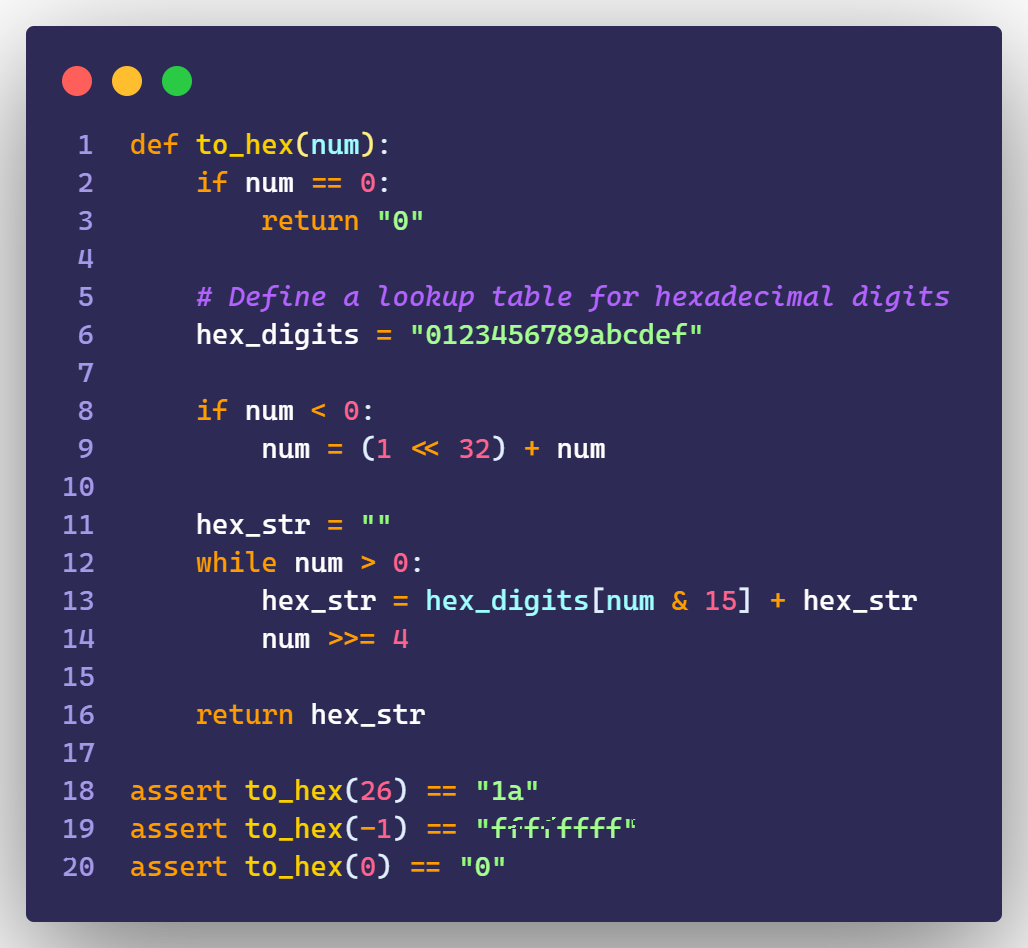 1 def to_hex(num):
2     if num == 0:
3         return "0"
4
5     # Define a lookup table for hexadecimal digits
6     hex_digits = "0123456789abcdef"
7
8     if num < 0:
9         num = (1 << 32) + num
10
11     hex_str = ""
12     while num > 0:
13         hex_str = hex_digits[num & 15] + hex_str
14         num >>= 4
15
16     return hex_str
17
18 assert to_hex(26) == "1a"
19 assert to_hex(-1) == "ffffffff"
20 assert to_hex(0) == "0"